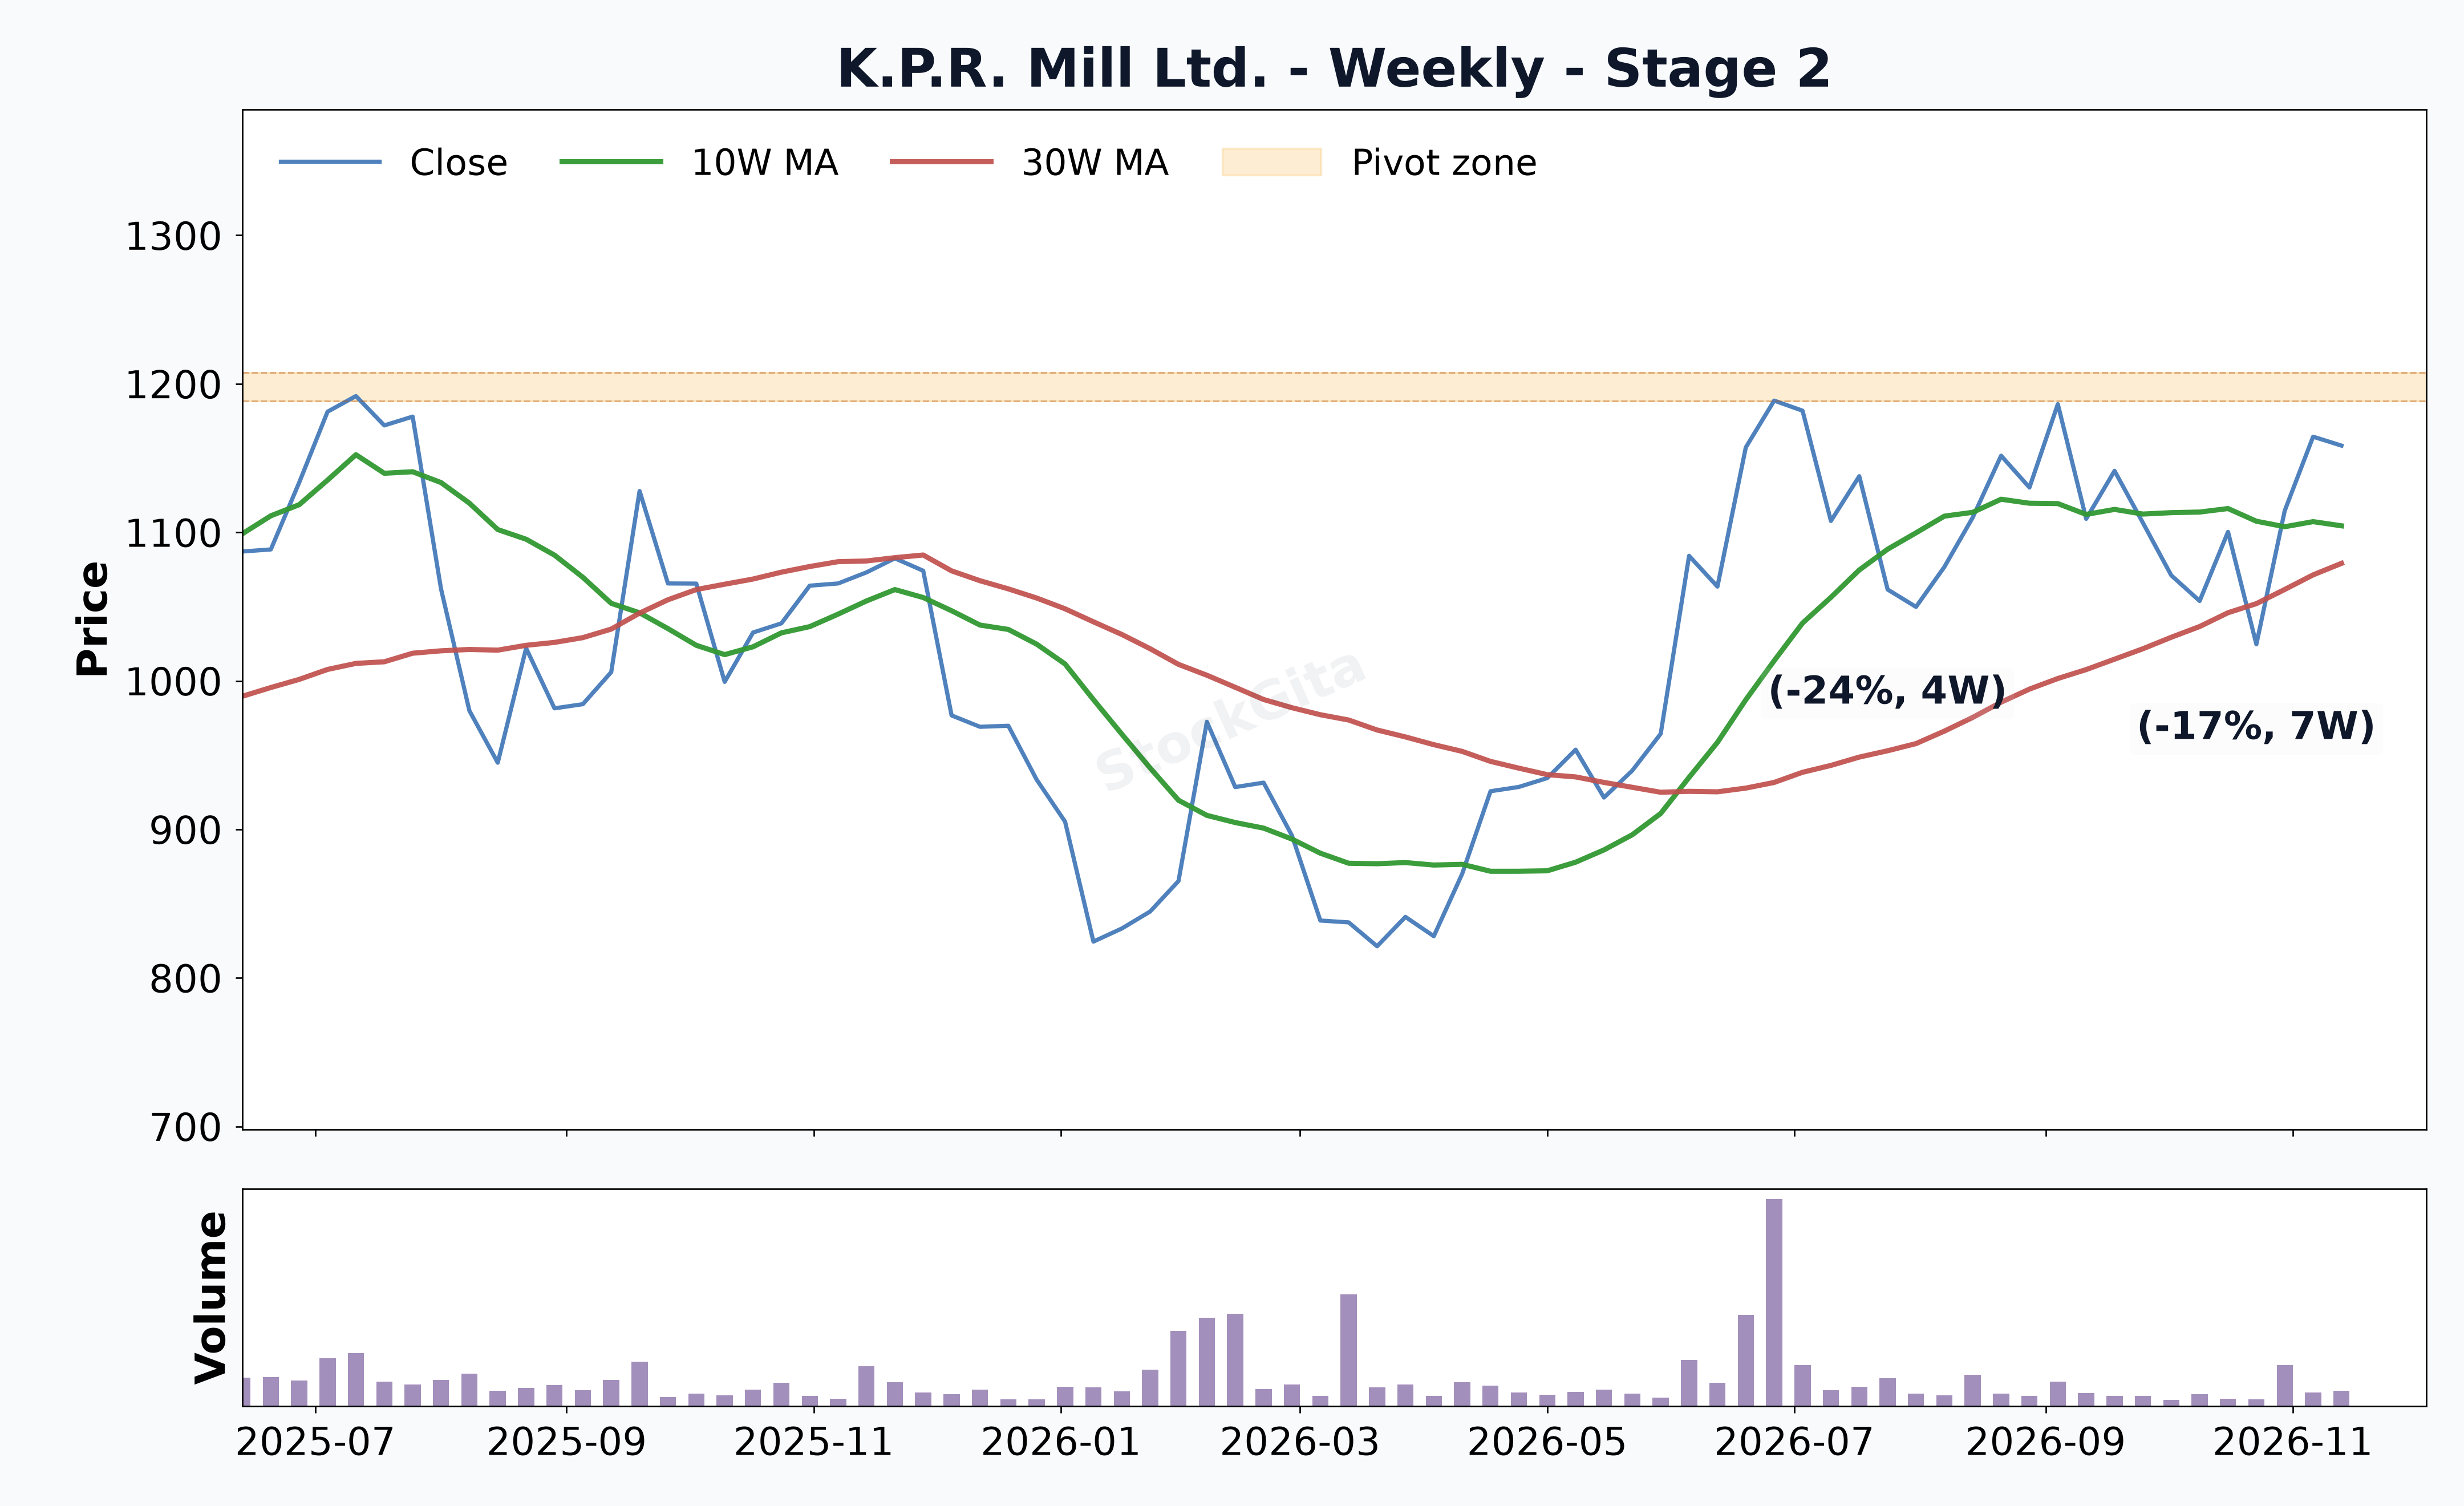 K.P.R. Mill Ltd. - Weekly - Stage 2
Close 10W MA 30W MA Pivot zone
1300
1200
1100
1000
900
800
700
Price
StockGita
(-24%, 4W)
(-17%, 7W)
Volume
2025-07 2025-09 2025-11 2026-01 2026-03 2026-05 2026-07 2026-09 2026-11